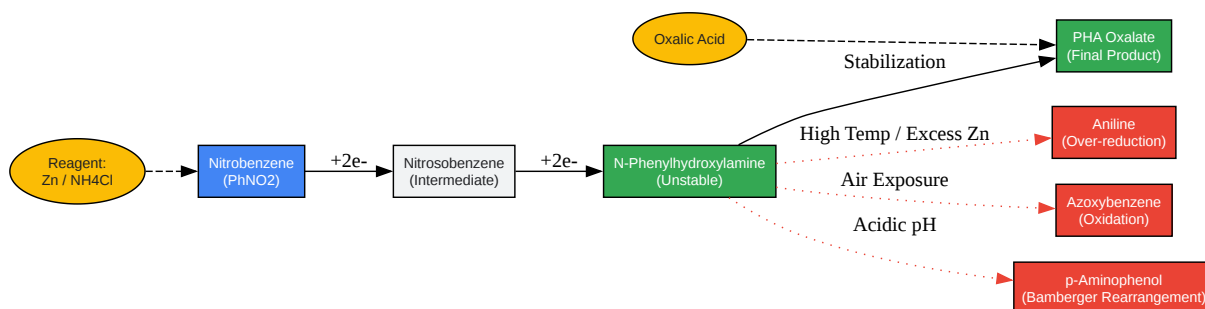 Oxalic Acid
PHA Oxalate
(Final Product)
Stabilization
Reagent:
Zn / NH4Cl
Nitrobenzene
(PhNO2)
+2e-
Nitrosobenzene
(Intermediate)
+2e-
N-Phenylhydroxylamine
(Unstable)
High Temp / Excess Zn
Aniline
(Over-reduction)
Air Exposure
Azoxybenzene
(Oxidation)
Acidic pH
p-Aminophenol
(Bamberger Rearrangement)